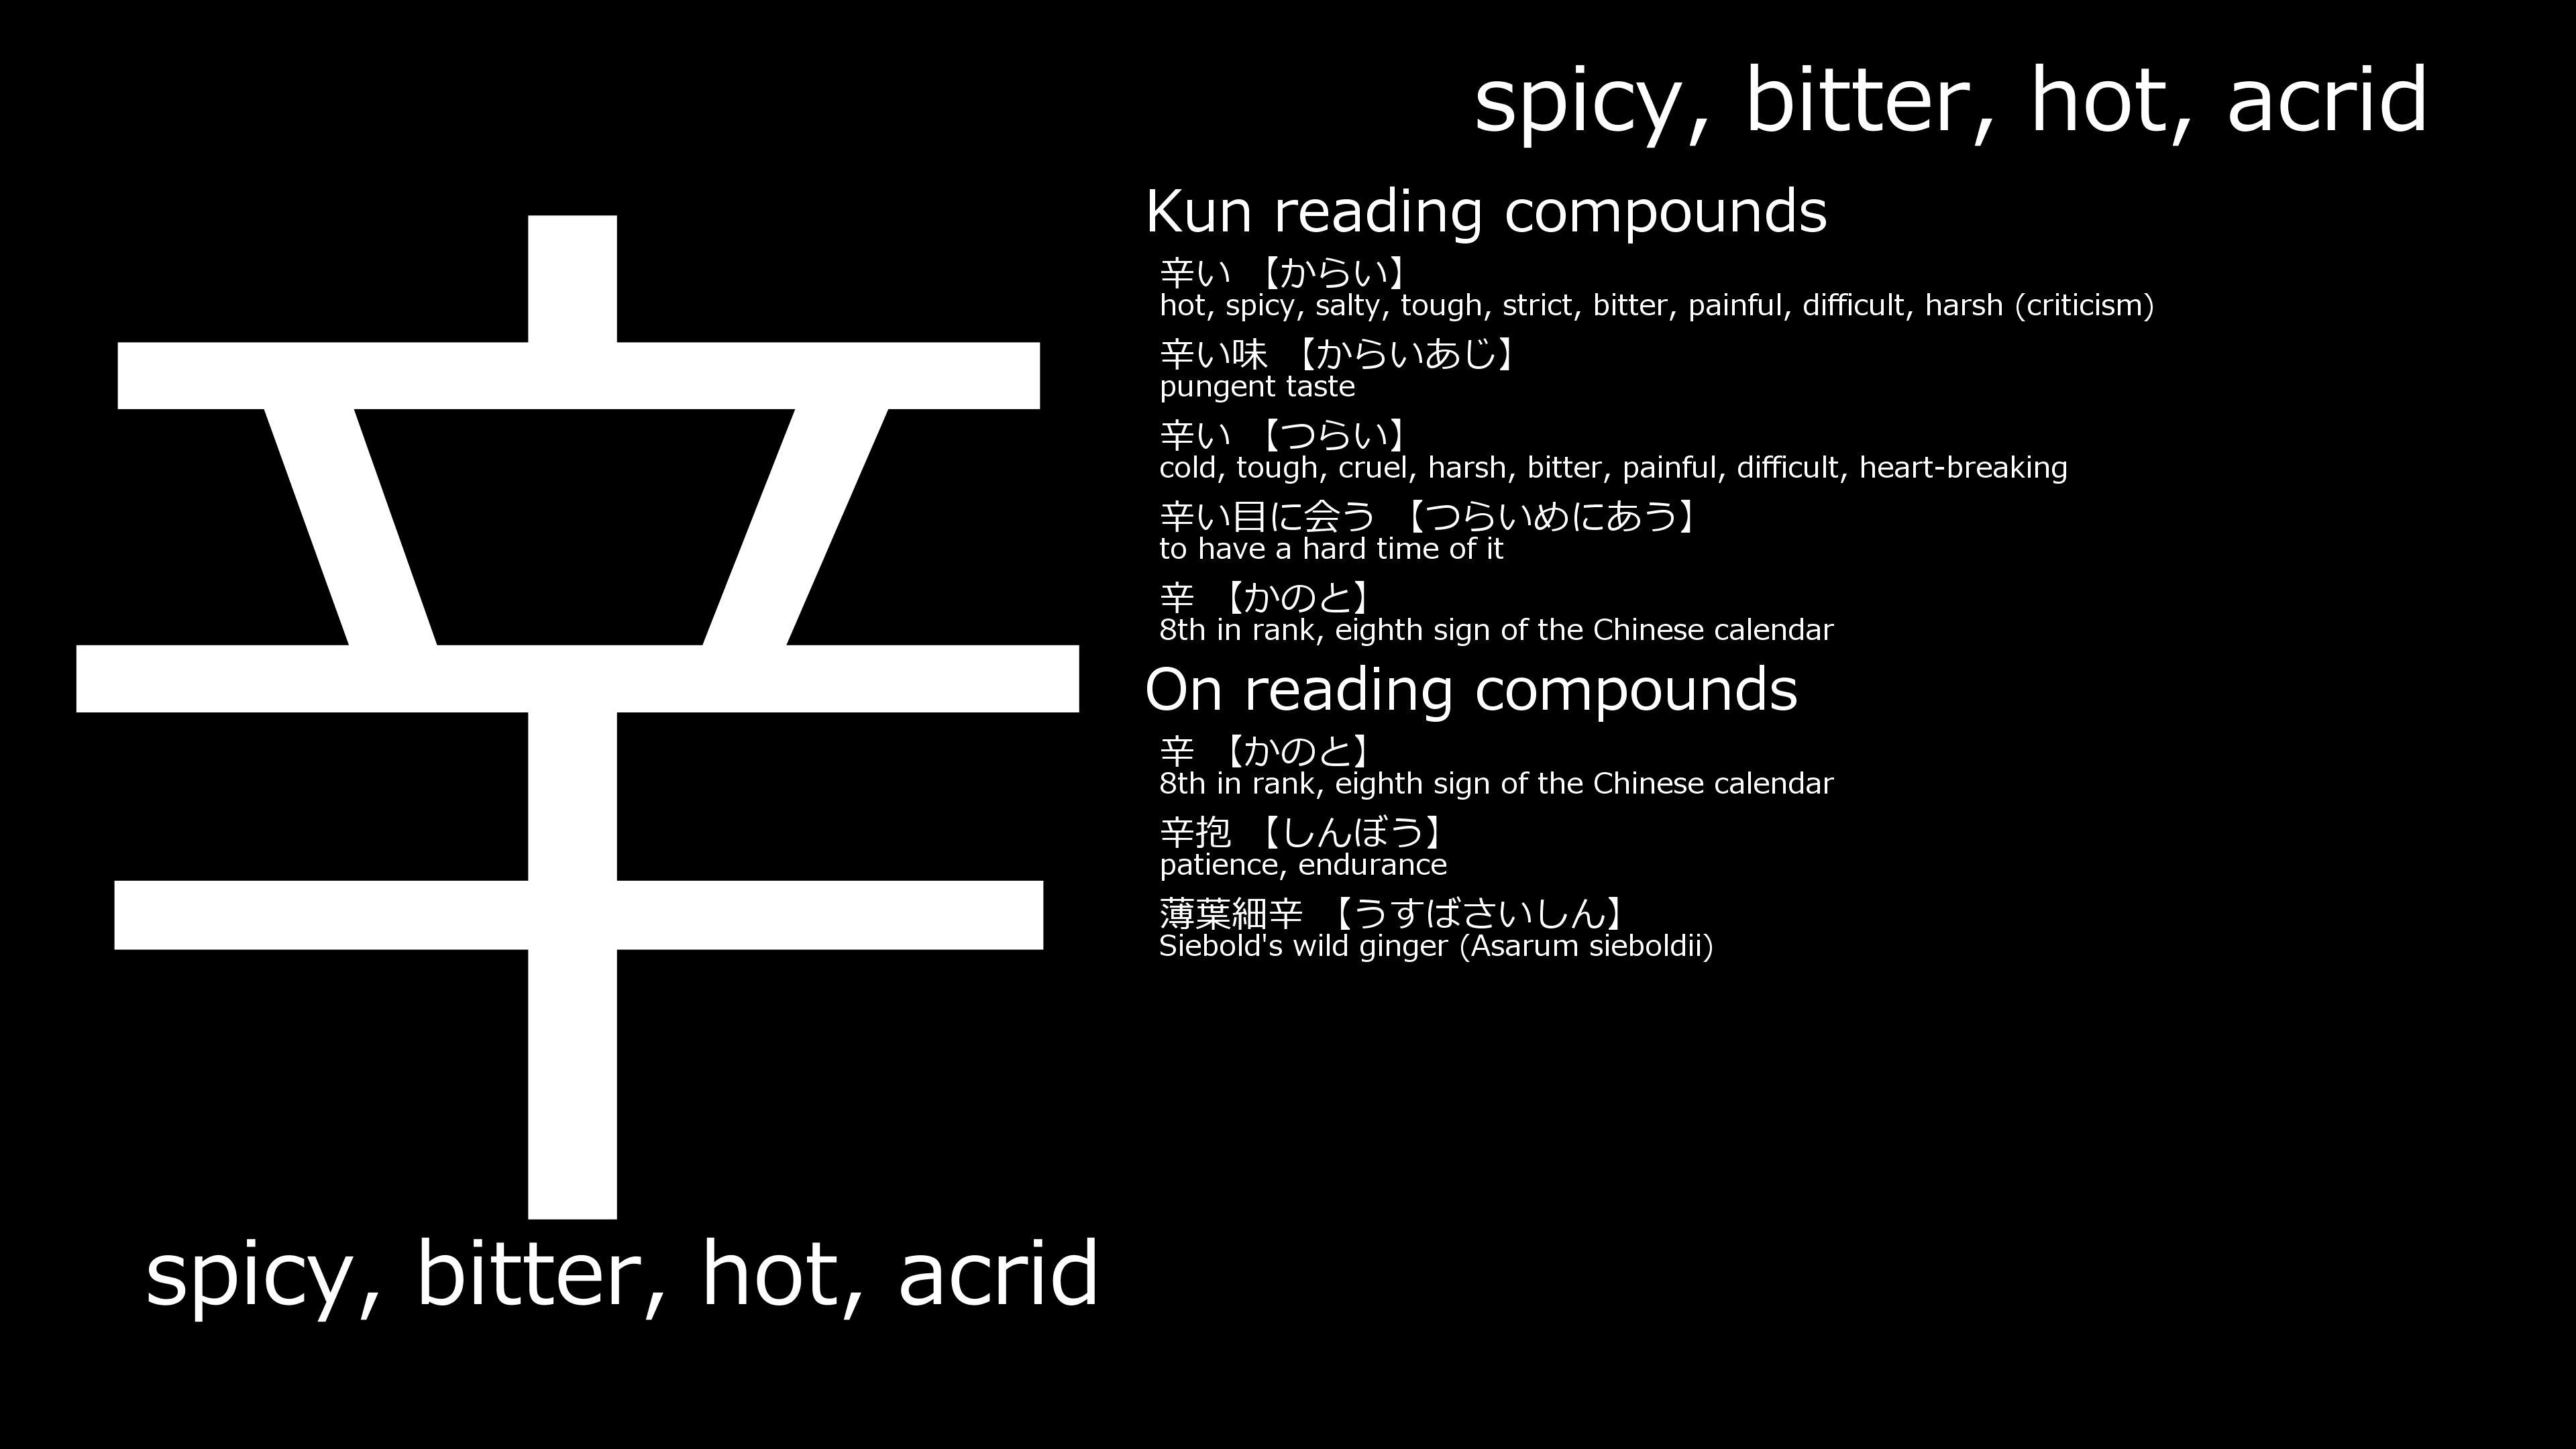 辛
spicy, bitter, hot, acrid
spicy, bitter, hot, acrid
Kun reading compounds
辛い 【からい】
hot, spicy, salty, tough, strict, bitter, painful, difficult, harsh (criticism)
辛い味 【からいあじ】
pungent taste
辛い 【つらい】
cold, tough, cruel, harsh, bitter, painful, difficult, heart-breaking
辛い目に会う 【つらいめにあう】
to have a hard time of it
辛 【かのと】
8th in rank, eighth sign of the Chinese calendar
On reading compounds
辛 【かのと】
8th in rank, eighth sign of the Chinese calendar
辛抱 【しんぼう】
patience, endurance
薄葉細辛 【うすばさいしん】
Siebold's wild ginger (Asarum sieboldii)